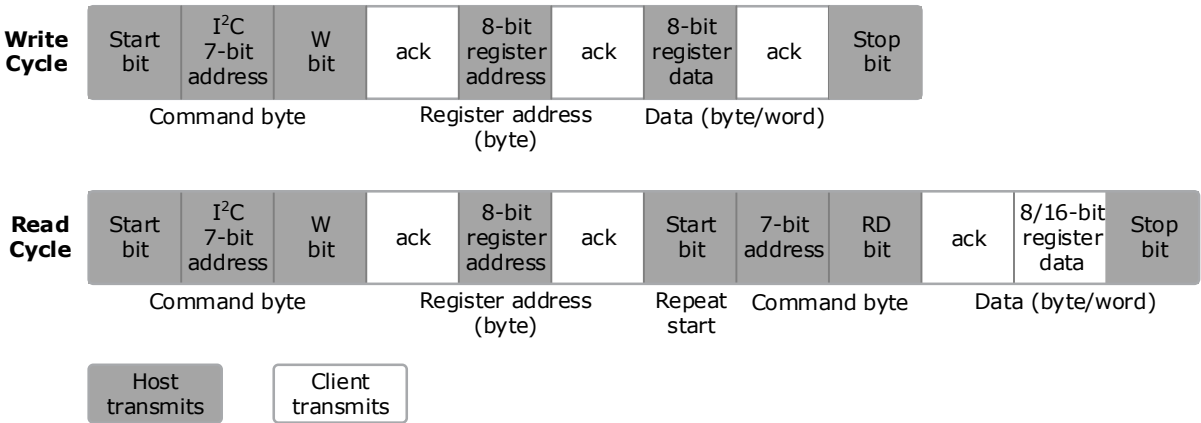 Write
Cycle
Start
bit
I²C
7-bit
address
W
bit
ack
8-bit
register
address
ack
8-bit
register
data
ack
Stop
bit
Command byte
Register address
(byte)
Data (byte/word)
Read
Cycle
Start
bit
I²C
7-bit
address
W
bit
ack
8-bit
register
address
ack
Start
bit
7-bit
address
RD
bit
ack
8/16-bit
register
data
Stop
bit
Command byte
Register address
(byte)
Repeat
start
Command byte
Data (byte/word)
Host
transmits
Client
transmits